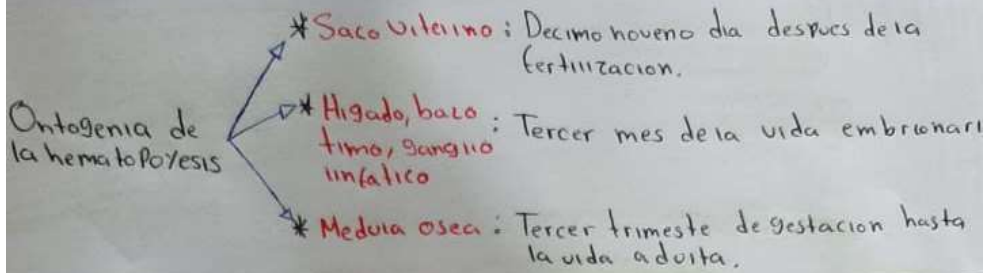 Ontogenia de
la hematopoyesis
* Saco vitelino : Decimo noveno dia despues de la
fertilizacion.
* Higado, bazo
timo, ganglio
linfatico
: Tercer mes de la vida embrionari
* Medula osea : Tercer trimeste de gestacion hasta
la vida adulta.